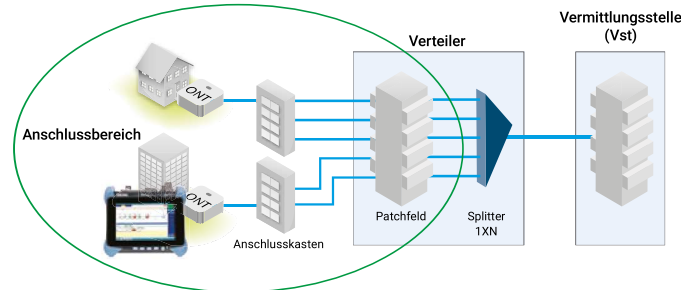 Vermittlungsstelle
(Vst)
Verteiler
ONT
Anschlussbereich
ONT
Anschlusskasten
Patchfeld
Splitter
1XN